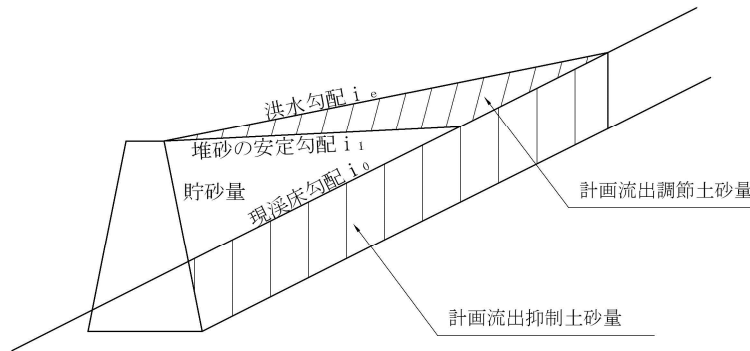 洪水勾配ｉｅ
堆砂の安定勾配ｉＩ
貯砂量
現渓床勾配ｉ０
計画流出調節土砂量
計画流出抑制土砂量